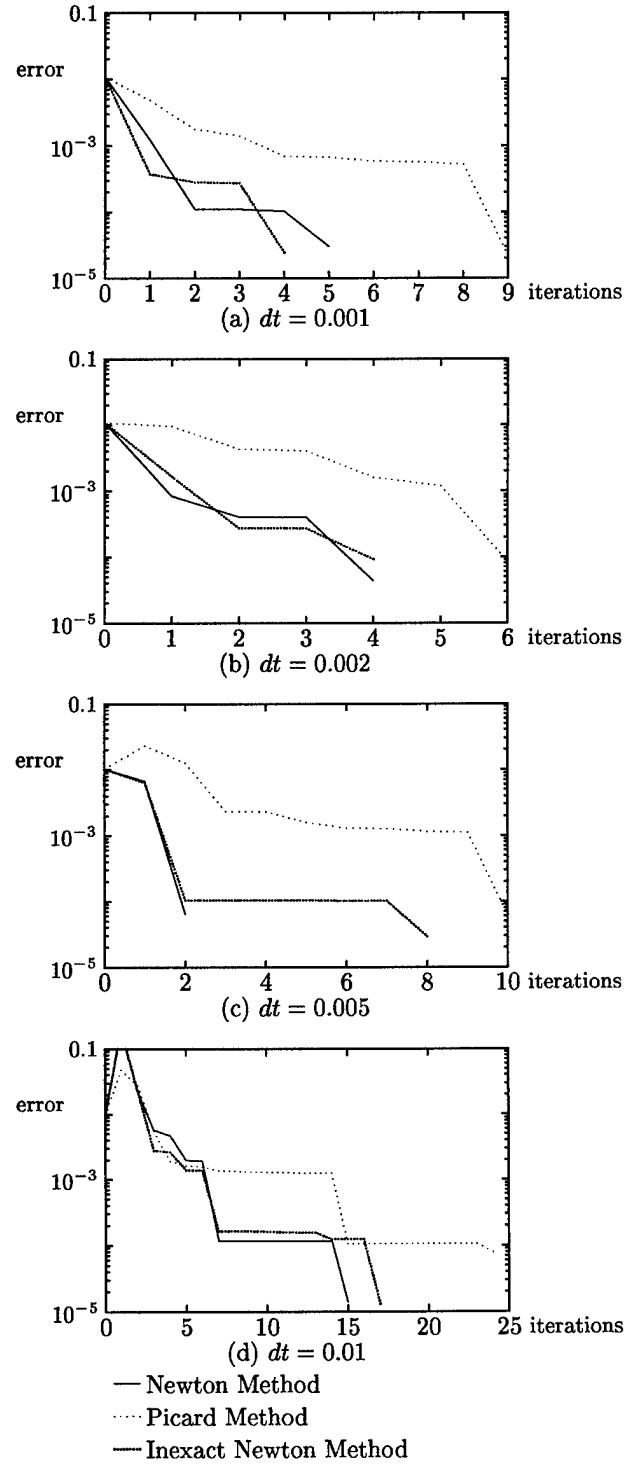 0.1
error
10⁻³
10⁻⁵
0 1 2 3 4 5 6 7 8 9 iterations
(a) dt = 0.001
0.1
error
10⁻³
10⁻⁵
0 1 2 3 4 5 6 iterations
(b) dt = 0.002
0.1
error
10⁻³
10⁻⁵
0 2 4 6 8 10 iterations
(c) dt = 0.005
0.1
error
10⁻³
10⁻⁵
0 5 10 15 20 25 iterations
(d) dt = 0.01
Newton Method
Picard Method
Inexact Newton Method